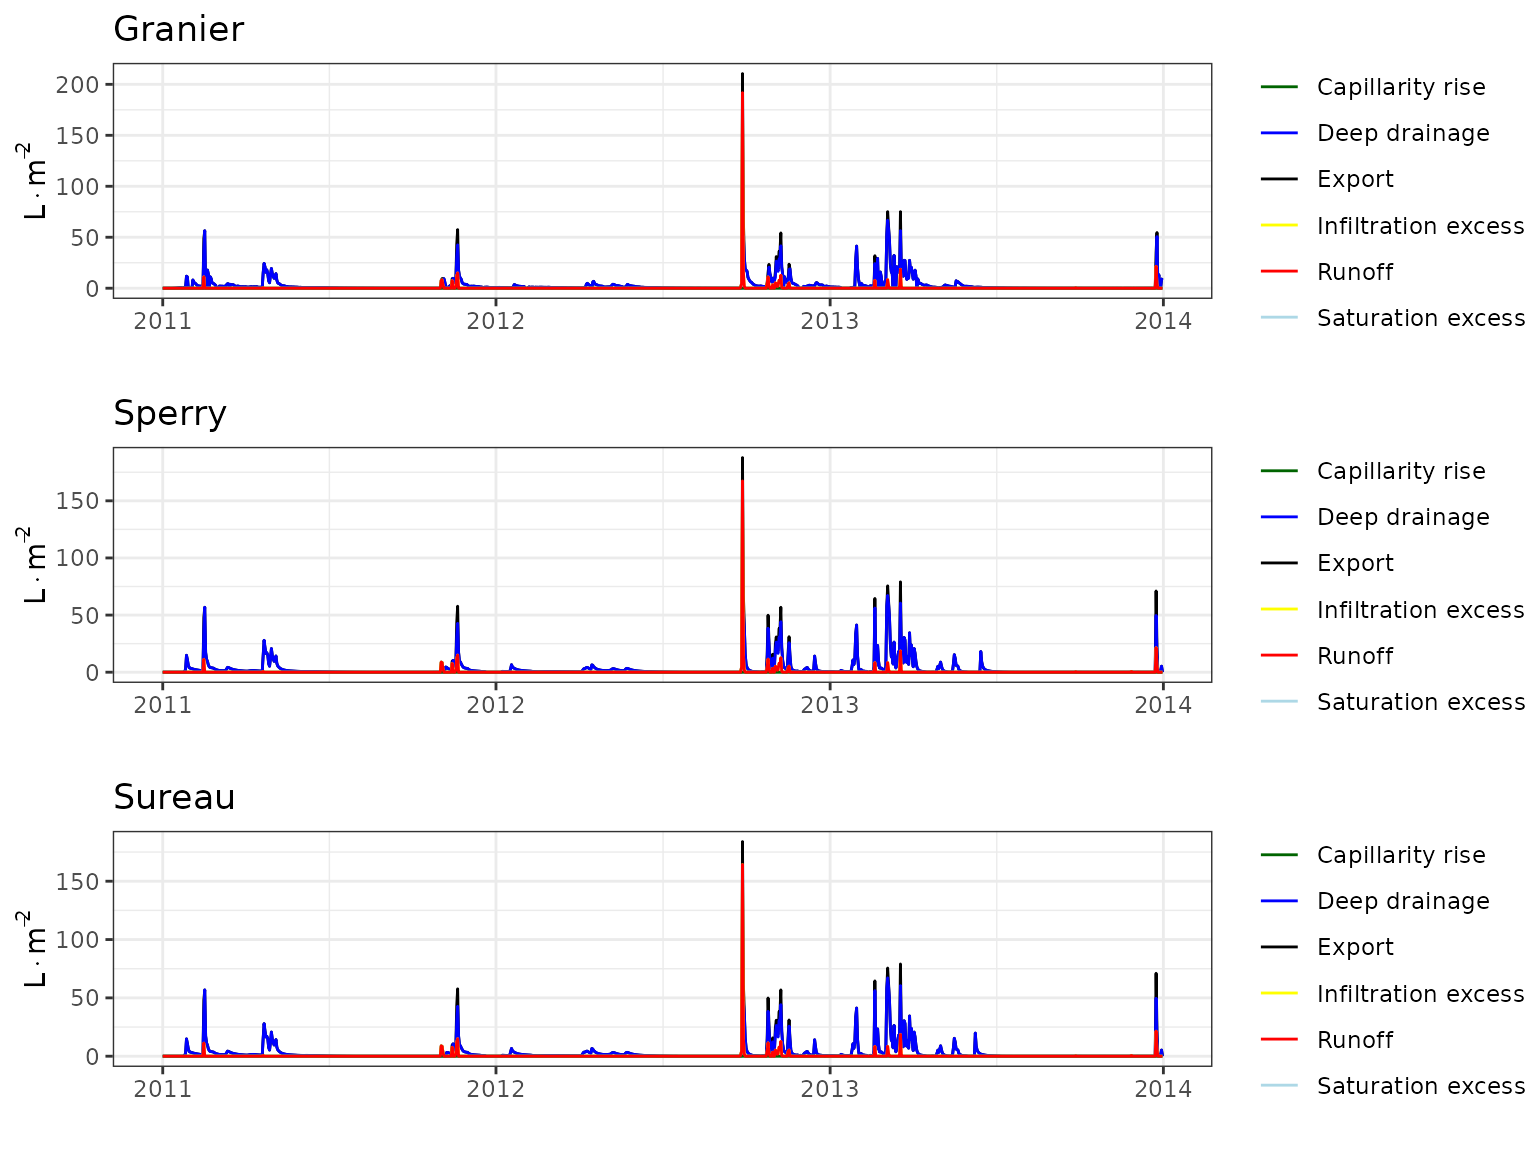 Granier
L · m⁻²
200
150
100
50
0
2011 2012 2013 2014
Capillarity rise
Deep drainage
Export
Infiltration excess
Runoff
Saturation excess
Sperry
L · m⁻²
150
100
50
0
2011 2012 2013 2014
Capillarity rise
Deep drainage
Export
Infiltration excess
Runoff
Saturation excess
Sureau
L · m⁻²
150
100
50
0
2011 2012 2013 2014
Capillarity rise
Deep drainage
Export
Infiltration excess
Runoff
Saturation excess